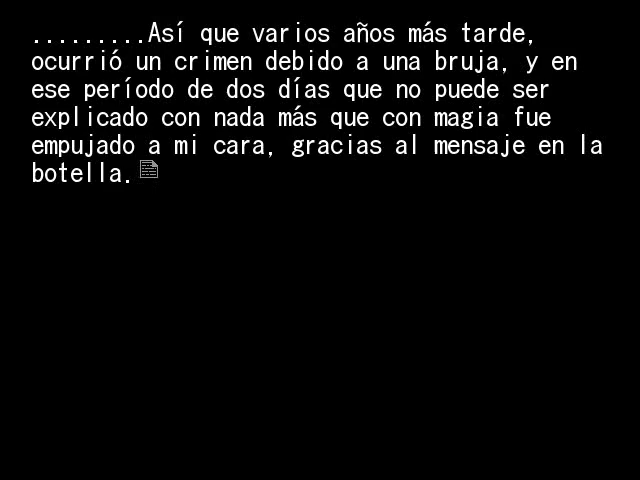 .........Así que varios años más tarde,
ocurrió un crimen debido a una bruja, y en
ese período de dos días que no puede ser
explicado con nada más que con magia fue
empujado a mi cara, gracias al mensaje en la
botella.